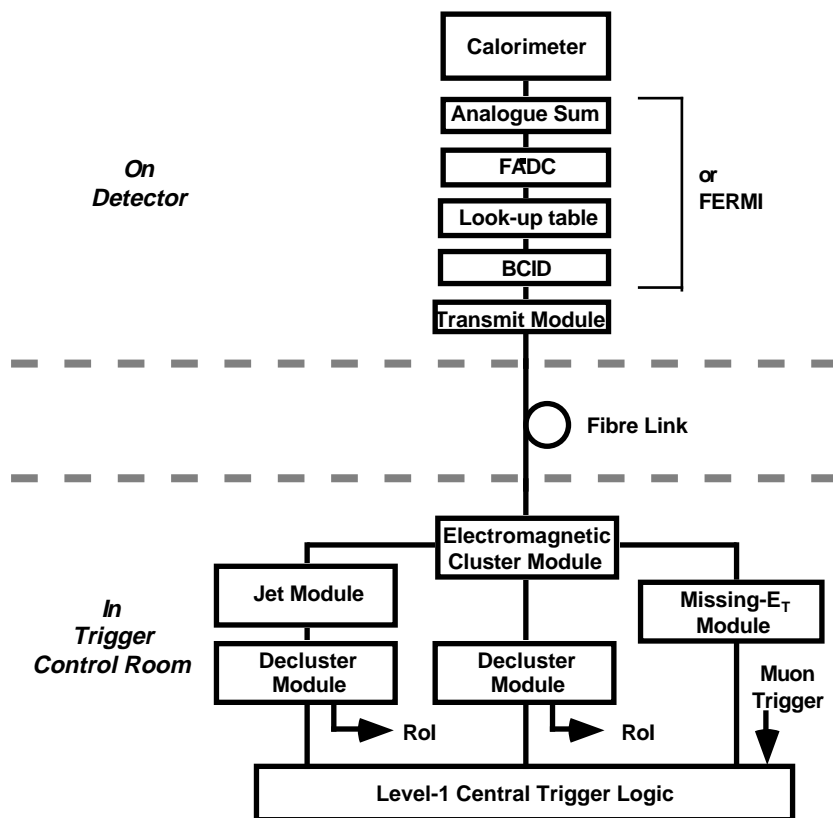 Calorimeter
Analogue Sum
On
Detector
FADC
or
FERMI
Look-up table
BCID
Transmit Module
Fibre Link
Electromagnetic
Cluster Module
Jet Module
Missing-ET
Module
In
Trigger
Control Room
Decluster
Module
Decluster
Module
Muon
Trigger
RoI
RoI
Level-1 Central Trigger Logic